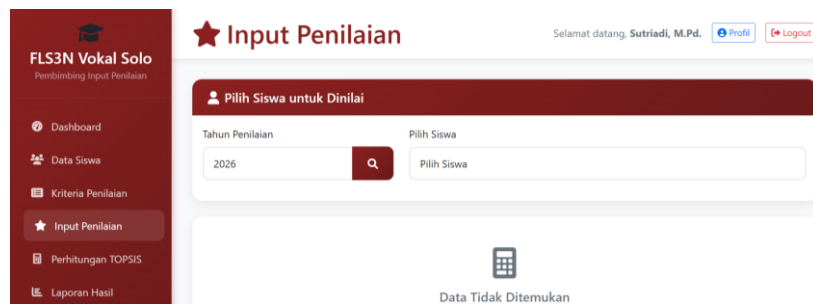 FLS3N Vokal Solo
Pembimbing Input Penilaian
Dashboard
Data Siswa
Kriteria Penilaian
Input Penilaian
Perhitungan TOPSIS
Laporan Hasil
Input Penilaian
Selamat datang, Sutriadi, M.Pd.
Profil
Logout
Pilih Siswa untuk Dinilai
Tahun Penilaian
Pilih Siswa
2026
Pilih Siswa
Data Tidak Ditemukan